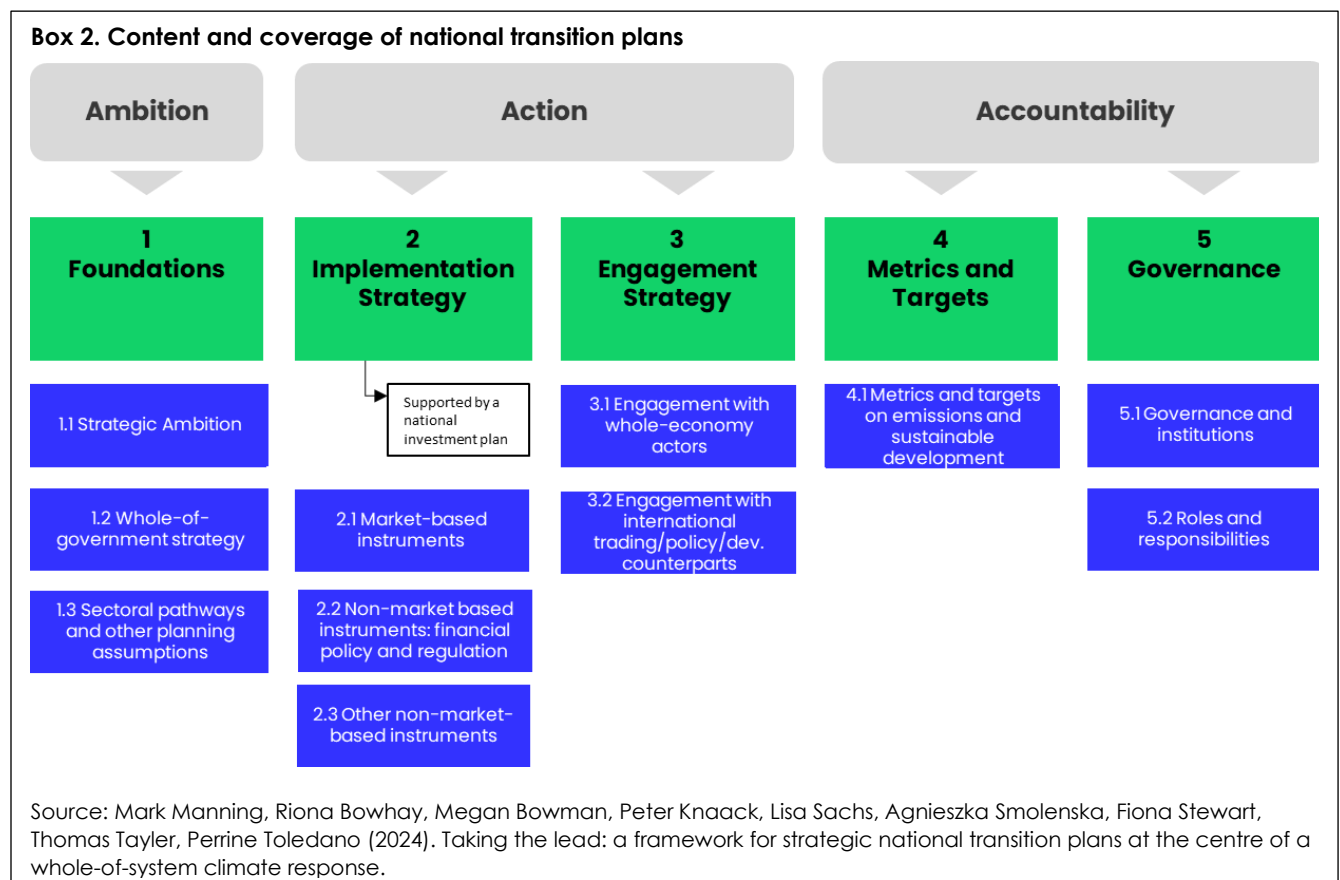 Box 2. Content and coverage of national transition plans
Ambition
Action
Accountability
1
Foundations
2
Implementation
Strategy
3
Engagement
Strategy
4
Metrics and
Targets
5
Governance
1.1 Strategic Ambition
1.2 Whole-of-
government strategy
1.3 Sectoral pathways
and other planning
assumptions
Supported by a
national
investment plan
2.1 Market-based
instruments
2.2 Non-market based
instruments: financial
policy and regulation
2.3 Other non-market-
based instruments
3.1 Engagement with
whole-economy
actors
3.2 Engagement with
international
trading/policy/dev.
counterparts
4.1 Metrics and targets
on emissions and
sustainable
development
5.1 Governance and
institutions
5.2 Roles and
responsibilities
Source: Mark Manning, Riona Bowhay, Megan Bowman, Peter Knaack, Lisa Sachs, Agnieszka Smolenska, Fiona Stewart,
Thomas Tayler, Perrine Toledano (2024). Taking the lead: a framework for strategic national transition plans at the centre of a
whole-of-system climate response.